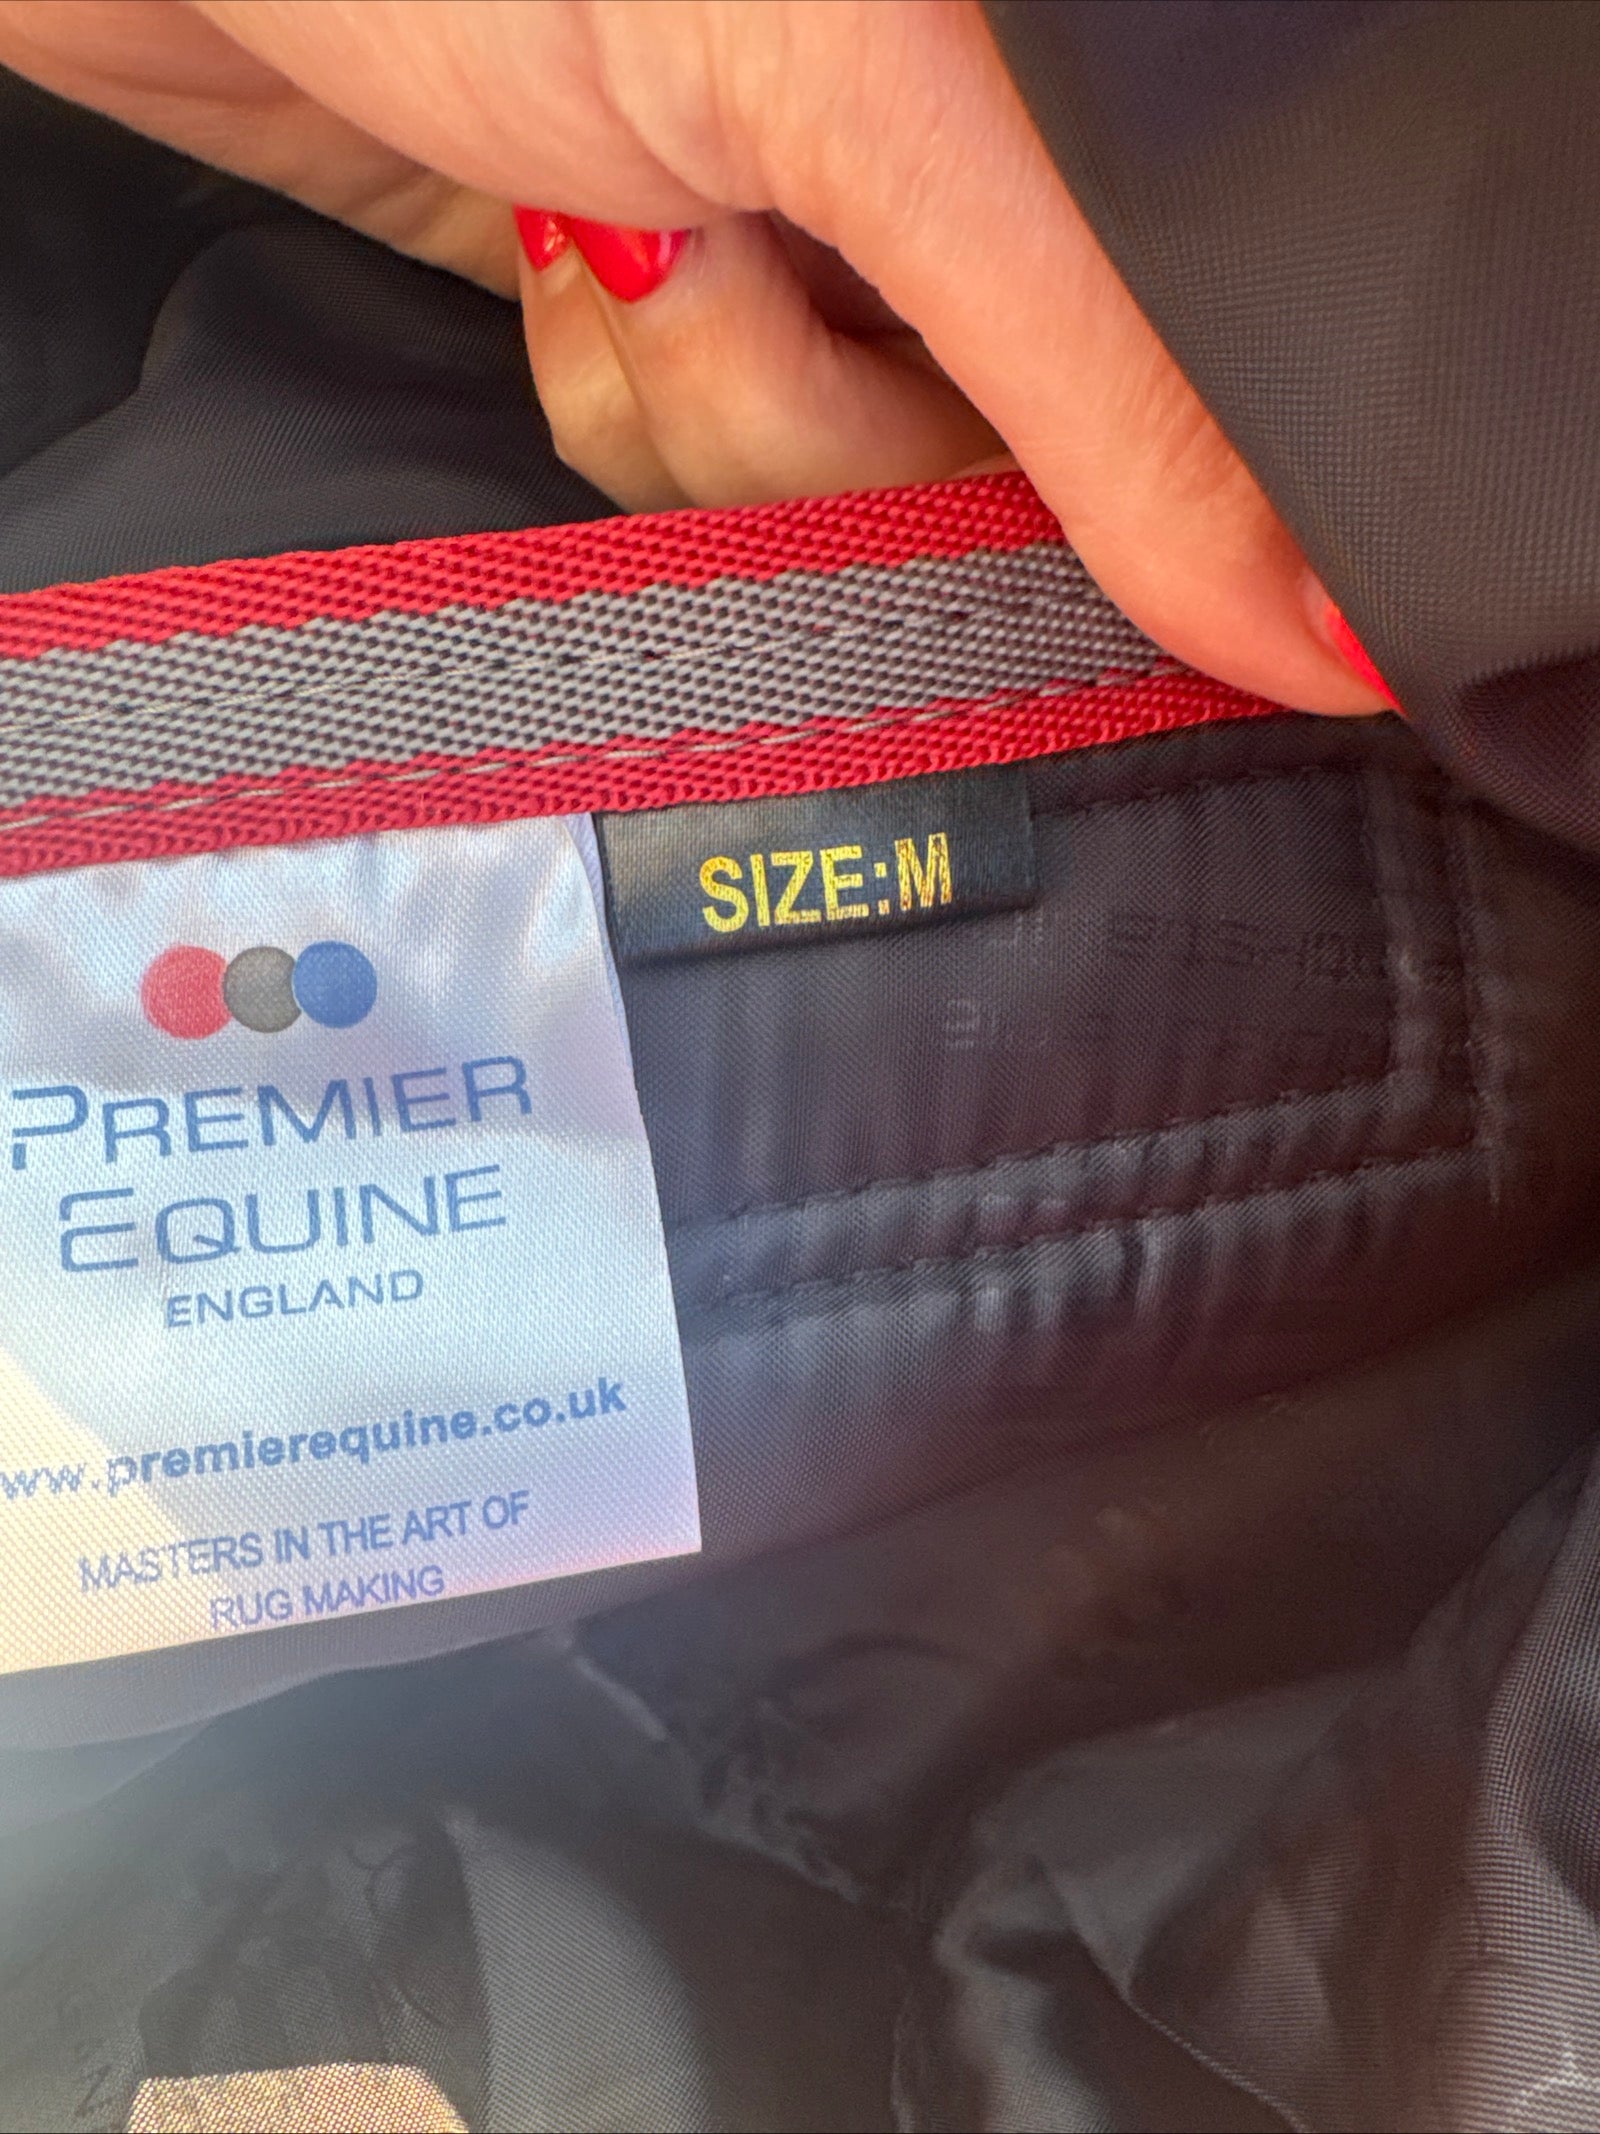 SIZE:M
PREMIER
EQUINE
ENGLAND
www.premierequine.co.uk
MASTERS IN THE ART OF
RUG MAKING